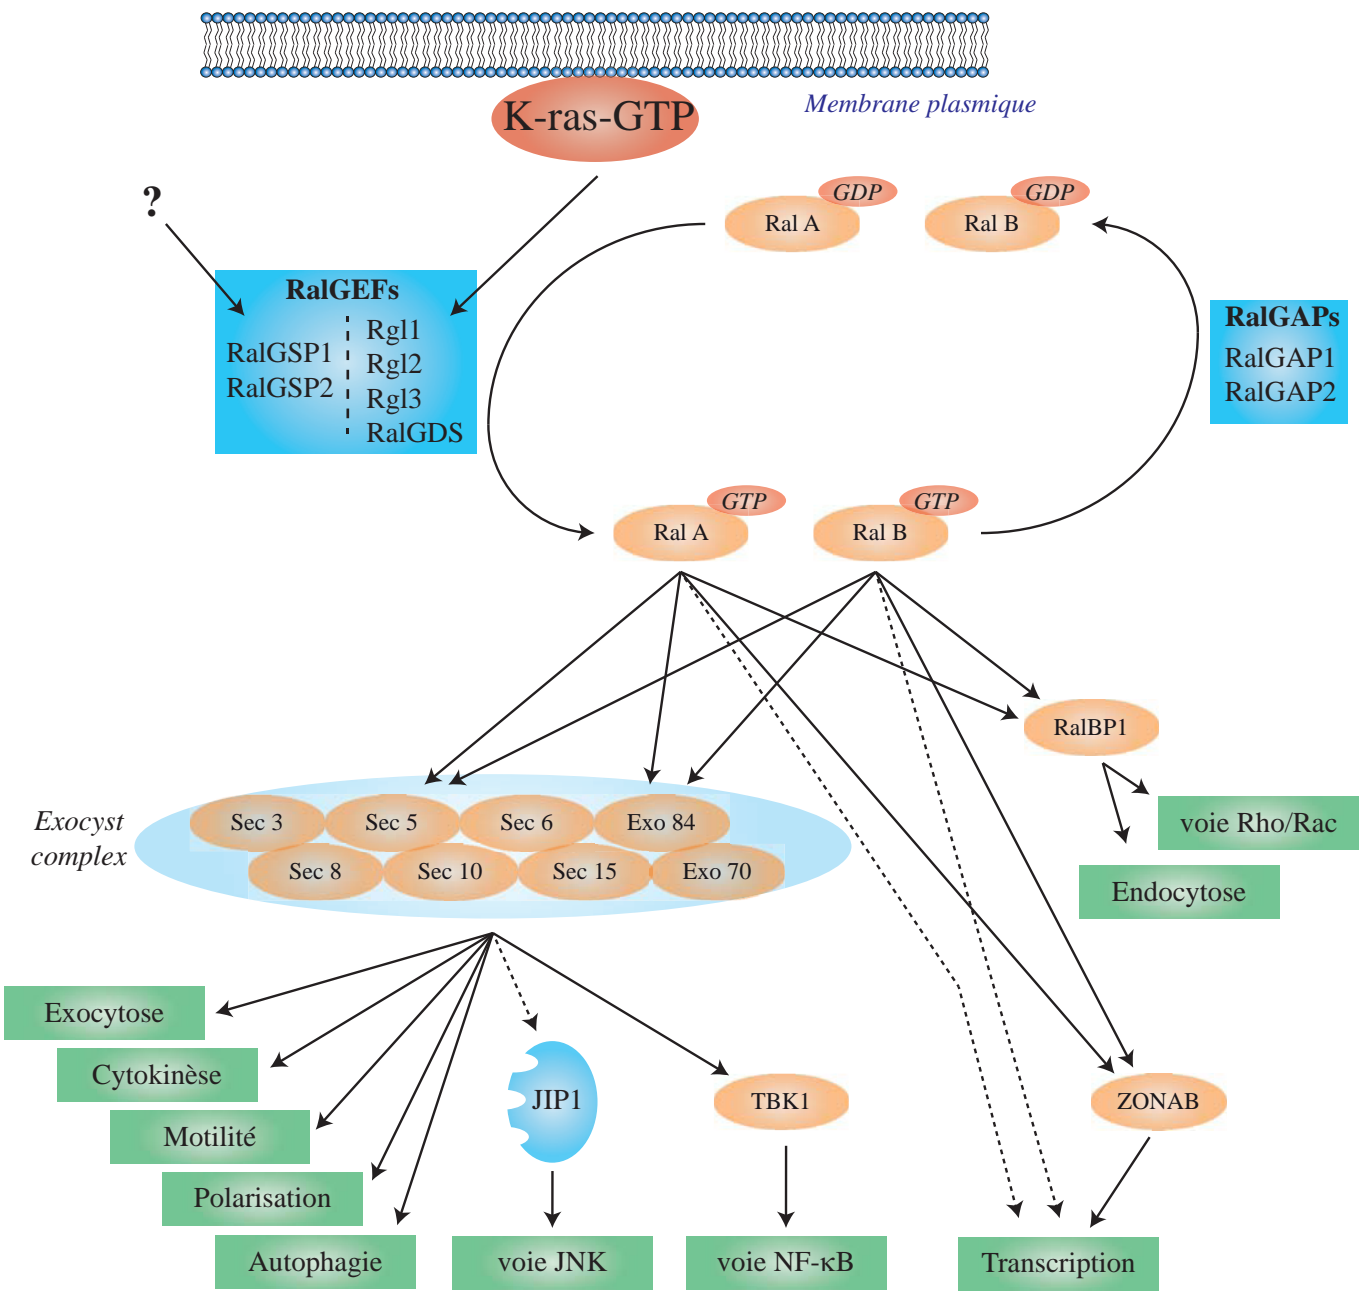 K-ras-GTP
Membrane plasmique
?
GDP
Ral A
GDP
Ral B
RalGEFs
RalGSP1
RalGSP2
Rgl1
Rgl2
Rgl3
RalGDS
RalGAPs
RalGAP1
RalGAP2
GTP
Ral A
GTP
Ral B
RalBP1
voie Rho/Rac
Endocytose
Exocyst
complex
Sec 3
Sec 5
Sec 6
Exo 84
Sec 8
Sec 10
Sec 15
Exo 70
Exocytose
Cytokinèse
Motilité
Polarisation
Autophagie
JIP1
TBK1
ZONAB
voie JNK
voie NF-κB
Transcription